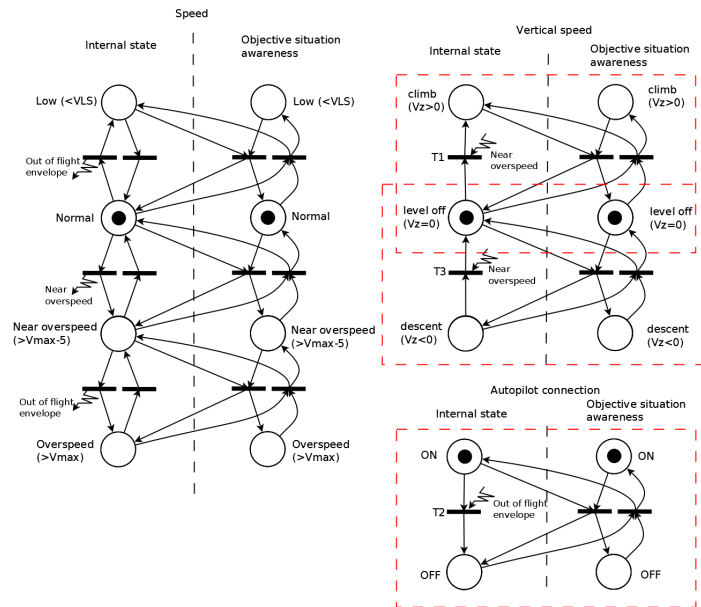 Speed
Internal state
Objective situation
awareness
Low (<VLS)
Low (<VLS)
Out of flight
envelope
Normal
Normal
Near
overspeed
Near overspeed
(>Vmax-5)
Near overspeed
(>Vmax-5)
Out of flight
envelope
Overspeed
(>Vmax)
Overspeed
(>Vmax)
Vertical speed
Internal state
Objective situation
awareness
climb
(Vz>0)
climb
(Vz>0)
T1
Near
overspeed
level off
(Vz=0)
level off
(Vz=0)
T3
Near
overspeed
descent
(Vz<0)
descent
(Vz<0)
Autopilot connection
Internal state
Objective situation
awareness
ON
ON
T2
Out of flight
envelope
OFF
OFF